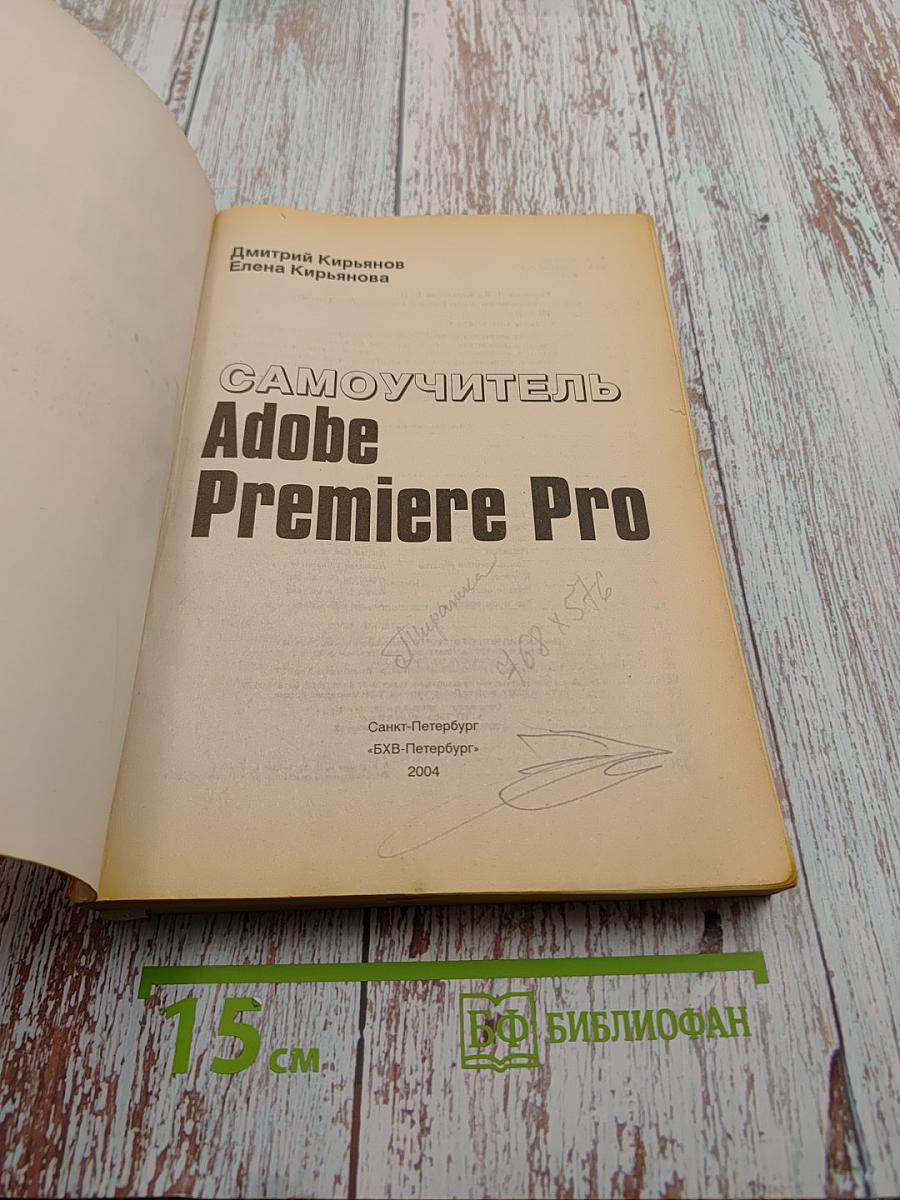 Дмитрий Кирьянов
Елена Кирьянова
САМОУЧИТЕЛЬ
Adobe
Premiere Pro
768 x 576
Санкт-Петербург
«БХВ-Петербург»
2004
15 см
БФ БИБЛИОФАН